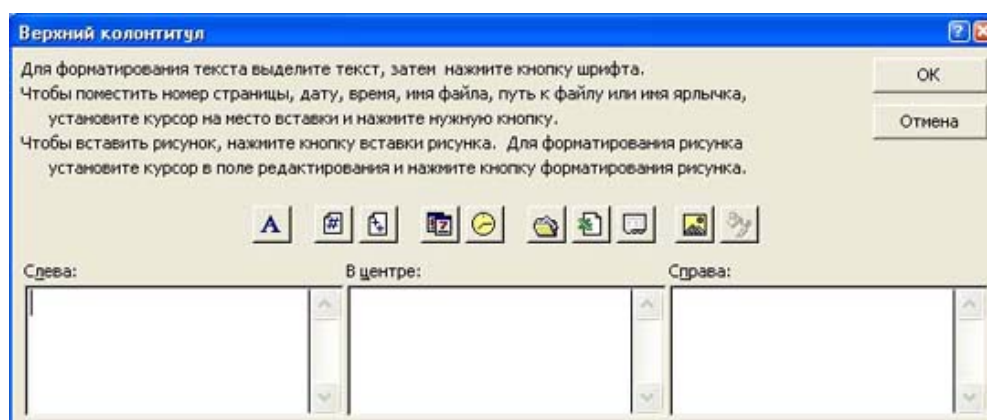 Верхний колонтитул
Для форматирования текста выделите текст, затем нажмите кнопку шрифта.
Чтобы поместить номер страницы, дату, время, имя файла, путь к файлу или имя ярлычка,
установите курсор на место вставки и нажмите нужную кнопку.
Чтобы вставить рисунок, нажмите кнопку вставки рисунка. Для форматирования рисунка
установите курсор в поле редактирования и нажмите кнопку форматирования рисунка.
OK
Отмена
Слева:
В центре:
Справа: